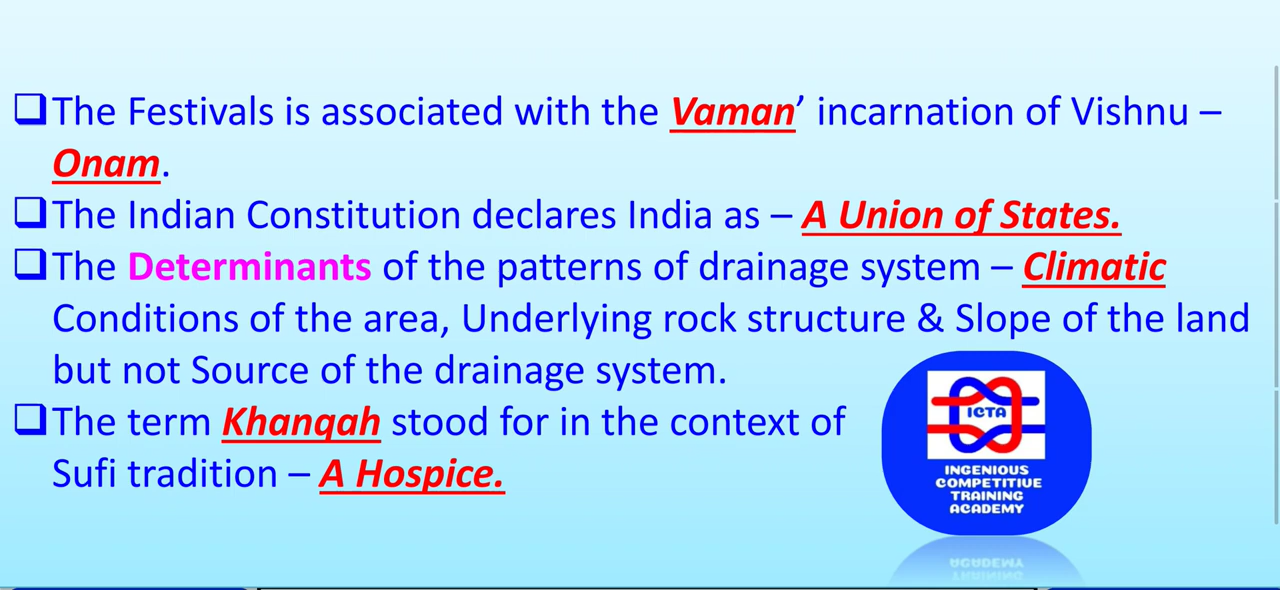 ❑The Festivals is associated with the Vaman’ incarnation of Vishnu –
Onam.
❑The Indian Constitution declares India as – A Union of States.
❑The Determinants of the patterns of drainage system – Climatic
Conditions of the area, Underlying rock structure & Slope of the land
but not Source of the drainage system.
❑The term Khanqah stood for in the context of
Sufi tradition – A Hospice.
ICTA
INGENIOUS
COMPETITIVE
TRAINING
ACADEMY